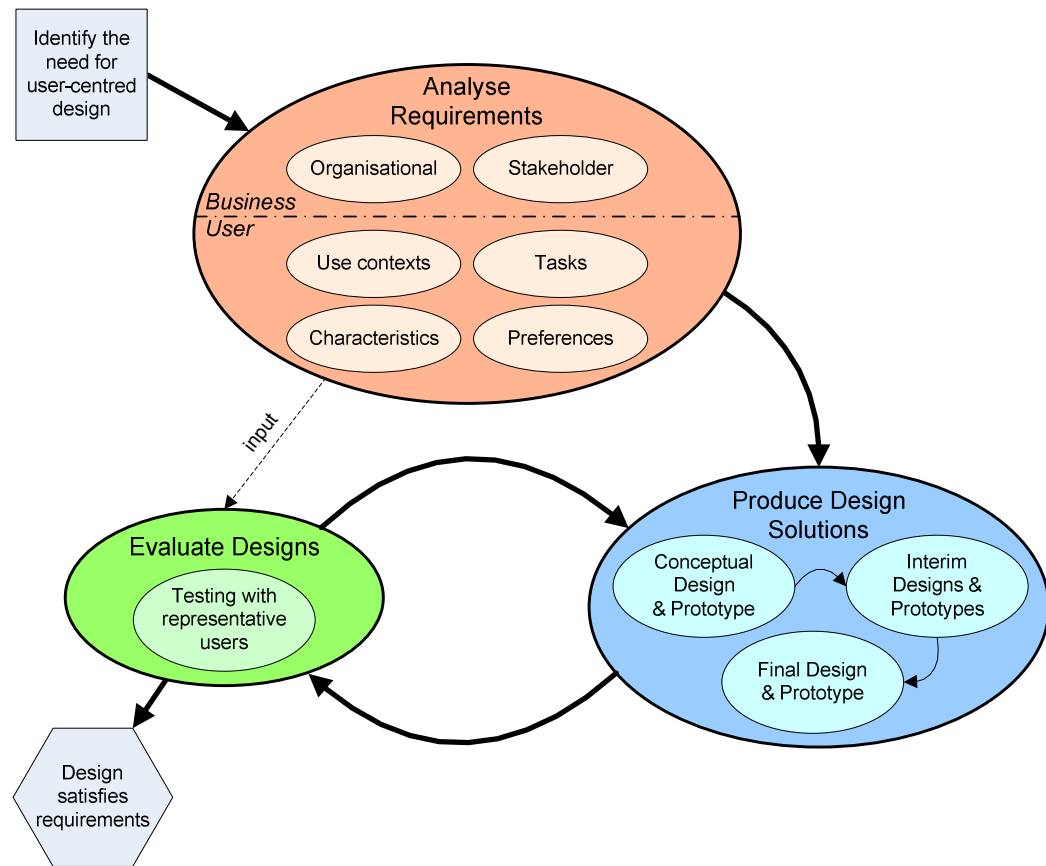 Identify the
need for
user-centred
design
Analyse
Requirements
Organisational
Stakeholder
Business
User
Use contexts
Tasks
Characteristics
Preferences
input
Evaluate Designs
Testing with
representative
users
Produce Design
Solutions
Conceptual
Design
& Prototype
Interim
Designs &
Prototypes
Final Design
& Prototype
Design
satisfies
requirements